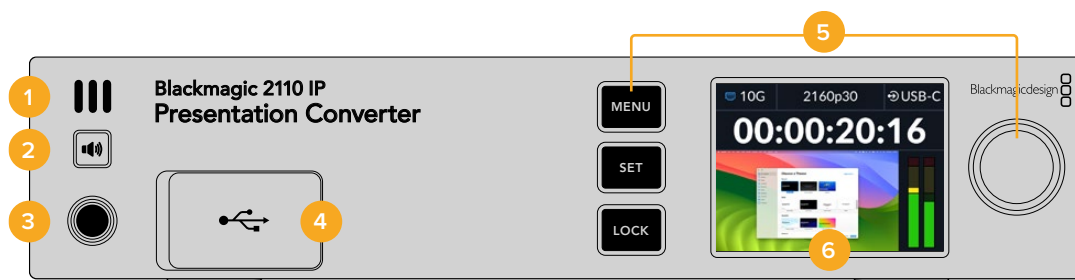 5
1
2
3
4
6
Blackmagic 2110 IP
Presentation Converter
MENU
SET
LOCK
10G 2160p30 USB-C
00:00:20:16
Blackmagicdesign